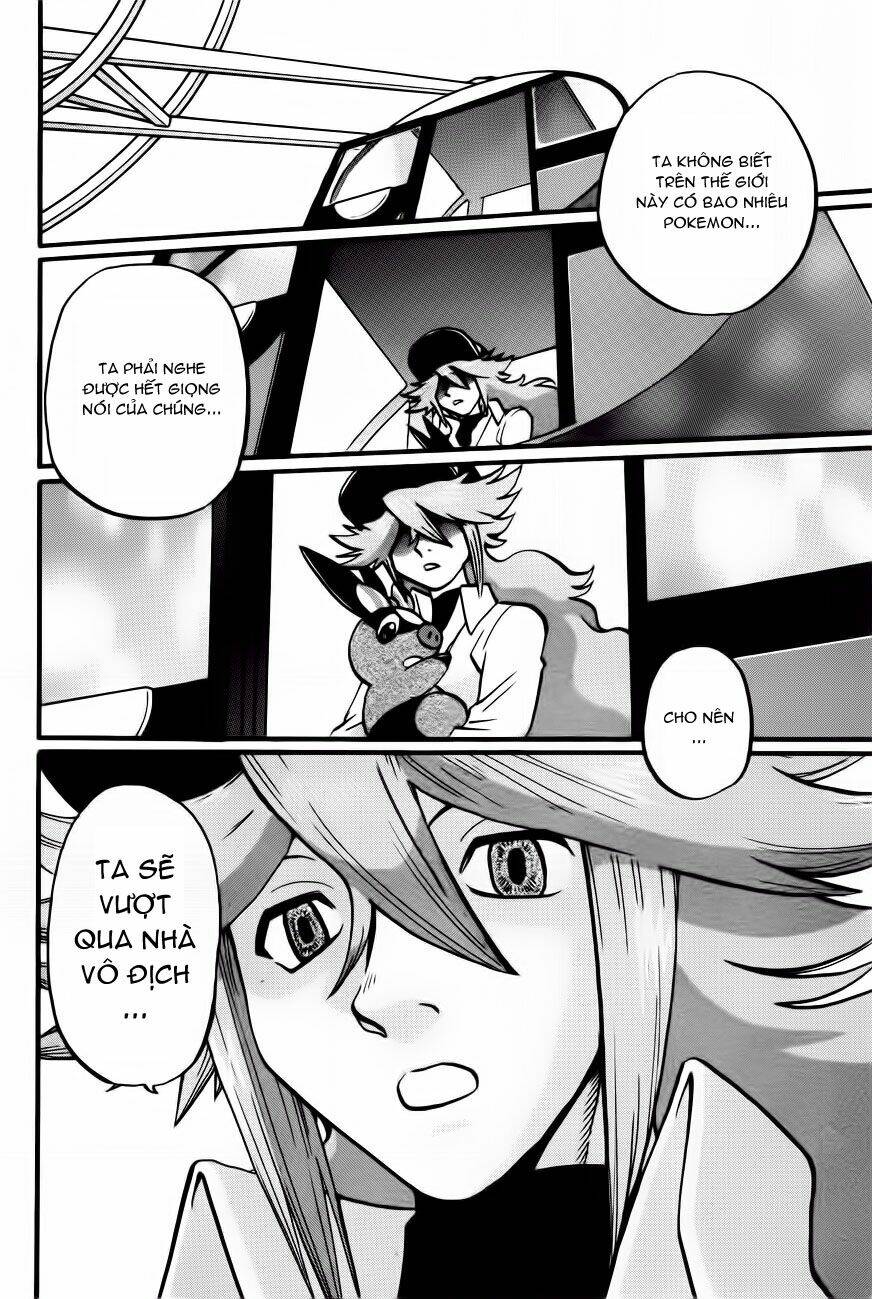 TA KHÔNG BIẾT
TRÊN THẾ GIỚI
NÀY CÓ BAO NHIÊU
POKEMON...
TA PHẢI NGHE
ĐƯỢC HẾT GIỌNG
NÓI CỦA CHÚNG...
CHO NÊN
...
TA SẼ
VƯỢT
QUA NHÀ
VÔ ĐỊCH
...